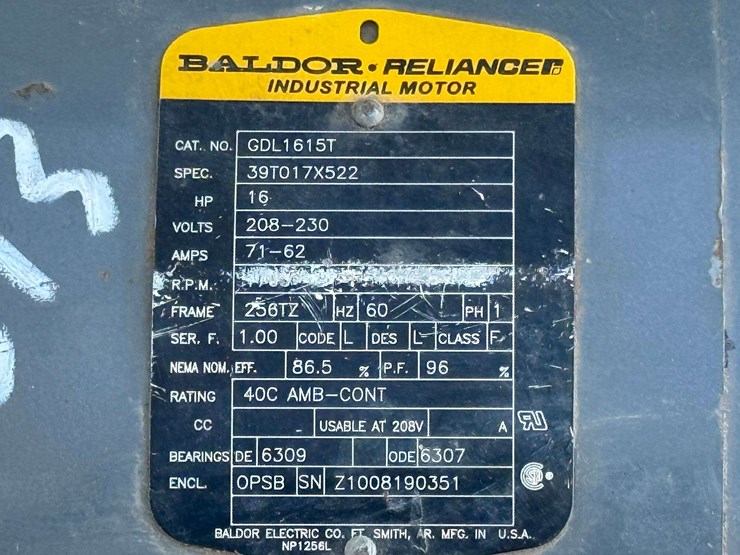 BALDOR • RELIANCE
INDUSTRIAL MOTOR
CAT. NO. GDL1615T
SPEC. 39T017X522
HP 16
VOLTS 208-230
AMPS 71-62
R.P.M.
FRAME 256TZ HZ 60 PH 1
SER. F. 1.00 CODE L DES L CLASS F
NEMA NOM. EFF. 86.5 % P.F. 96 %
RATING 40C AMB-CONT
CC - USABLE AT 208V A
BEARINGS DE 6309 ODE 6307
ENCL. OPSB SN Z1008190351
BALDOR ELECTRIC CO. FT. SMITH, AR. MFG. IN U.S.A.
NP1256L